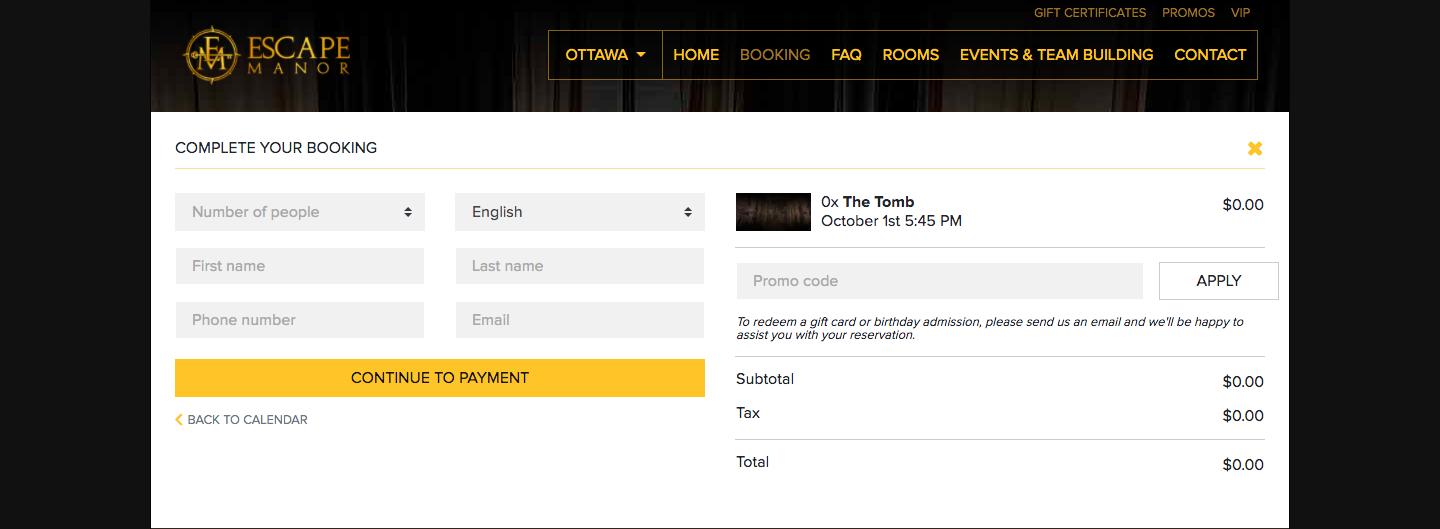 GIFT CERTIFICATES PROMOS VIP
ESCAPE
MANOR
OTTAWA HOME BOOKING FAQ ROOMS EVENTS & TEAM BUILDING CONTACT
COMPLETE YOUR BOOKING
Number of people English
First name Last name
Phone number Email
CONTINUE TO PAYMENT
BACK TO CALENDAR
0x The Tomb $0.00
October 1st 5:45 PM
Promo code APPLY
To redeem a gift card or birthday admission, please send us an email and we'll be happy to
assist you with your reservation.
Subtotal $0.00
Tax $0.00
Total $0.00